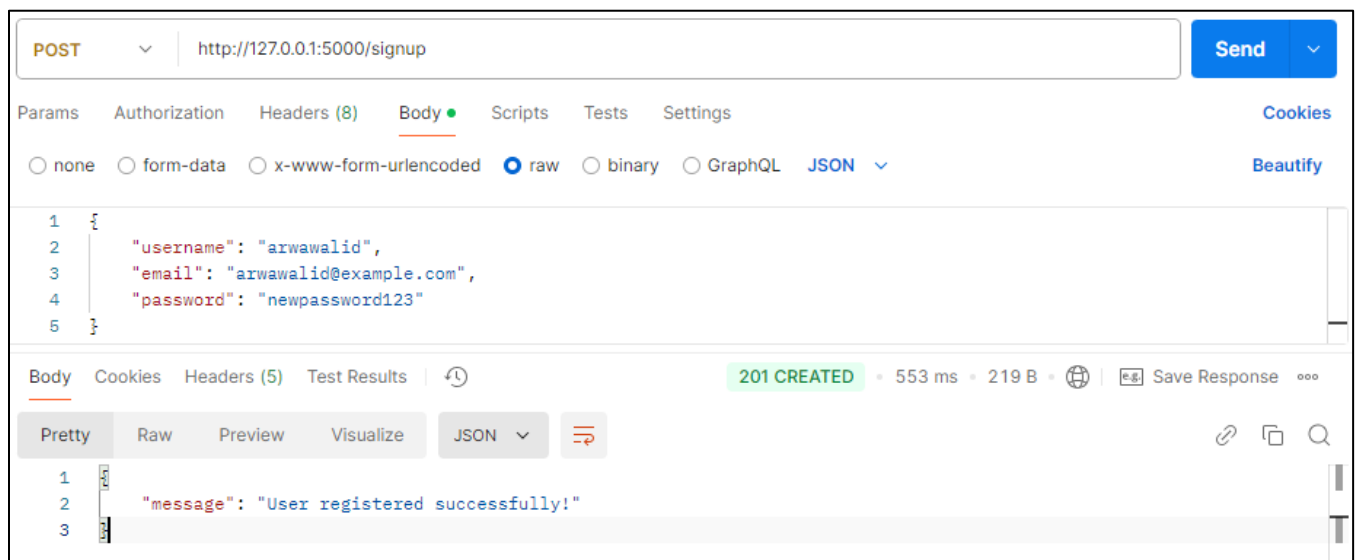 POST http://127.0.0.1:5000/signup Send
Params Authorization Headers (8) Body Scripts Tests Settings Cookies
none form-data x-www-form-urlencoded raw binary GraphQL JSON Beautify
1 {
2 "username": "arwawalid",
3 "email": "arwawalid@example.com",
4 "password": "newpassword123"
5 }
Body Cookies Headers (5) Test Results 201 CREATED 553 ms 219 B e.g. Save Response
Pretty Raw Preview Visualize JSON
1 {
2 "message": "User registered successfully!"
3 }